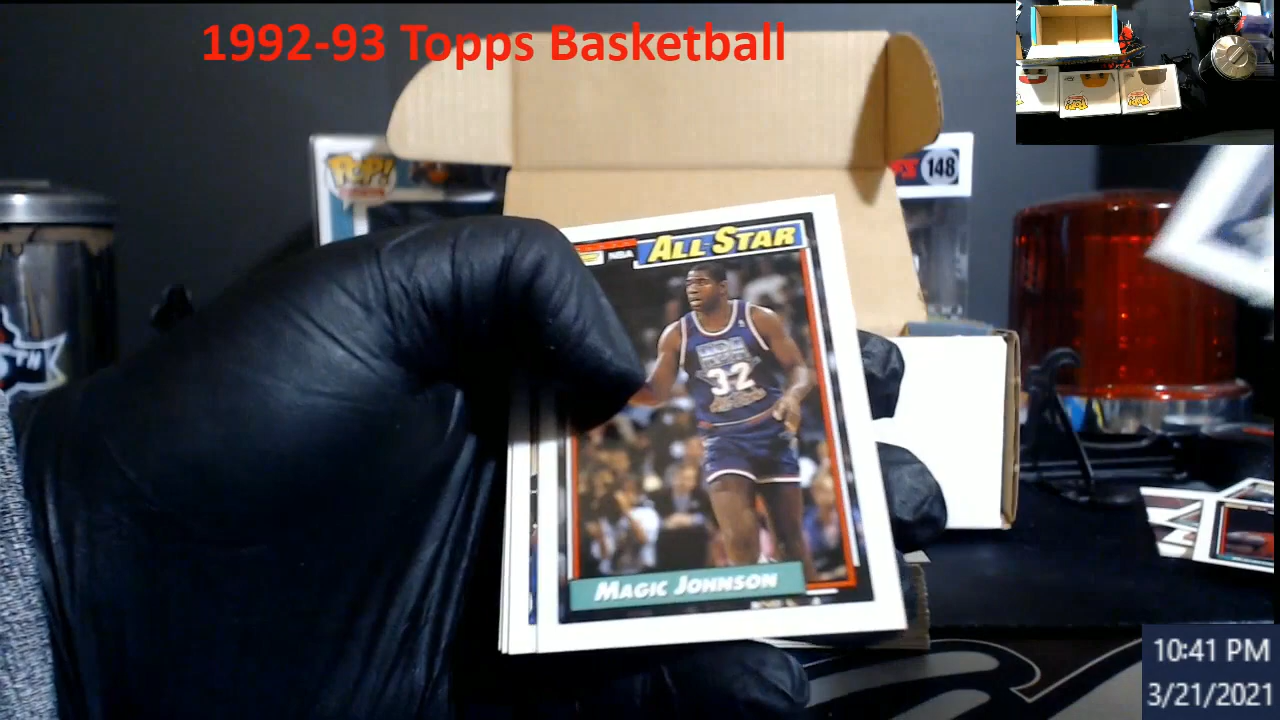 1992-93 Topps Basketball
POP!
148
NBA
ALL-STAR
32
MAGIC JOHNSON
10:41 PM
3/21/2021